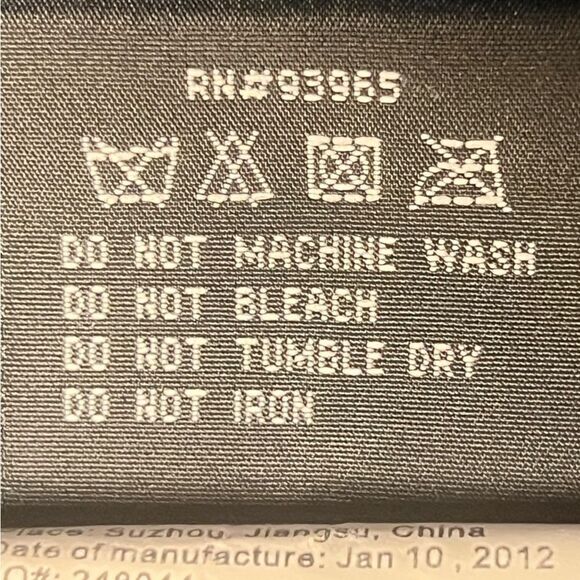 RN#93965
DO NOT MACHINE WASH
DO NOT BLEACH
DO NOT TUMBLE DRY
DO NOT IRON
Suzhou, Jiangsu, China
Date of manufacture: Jan 10, 2012